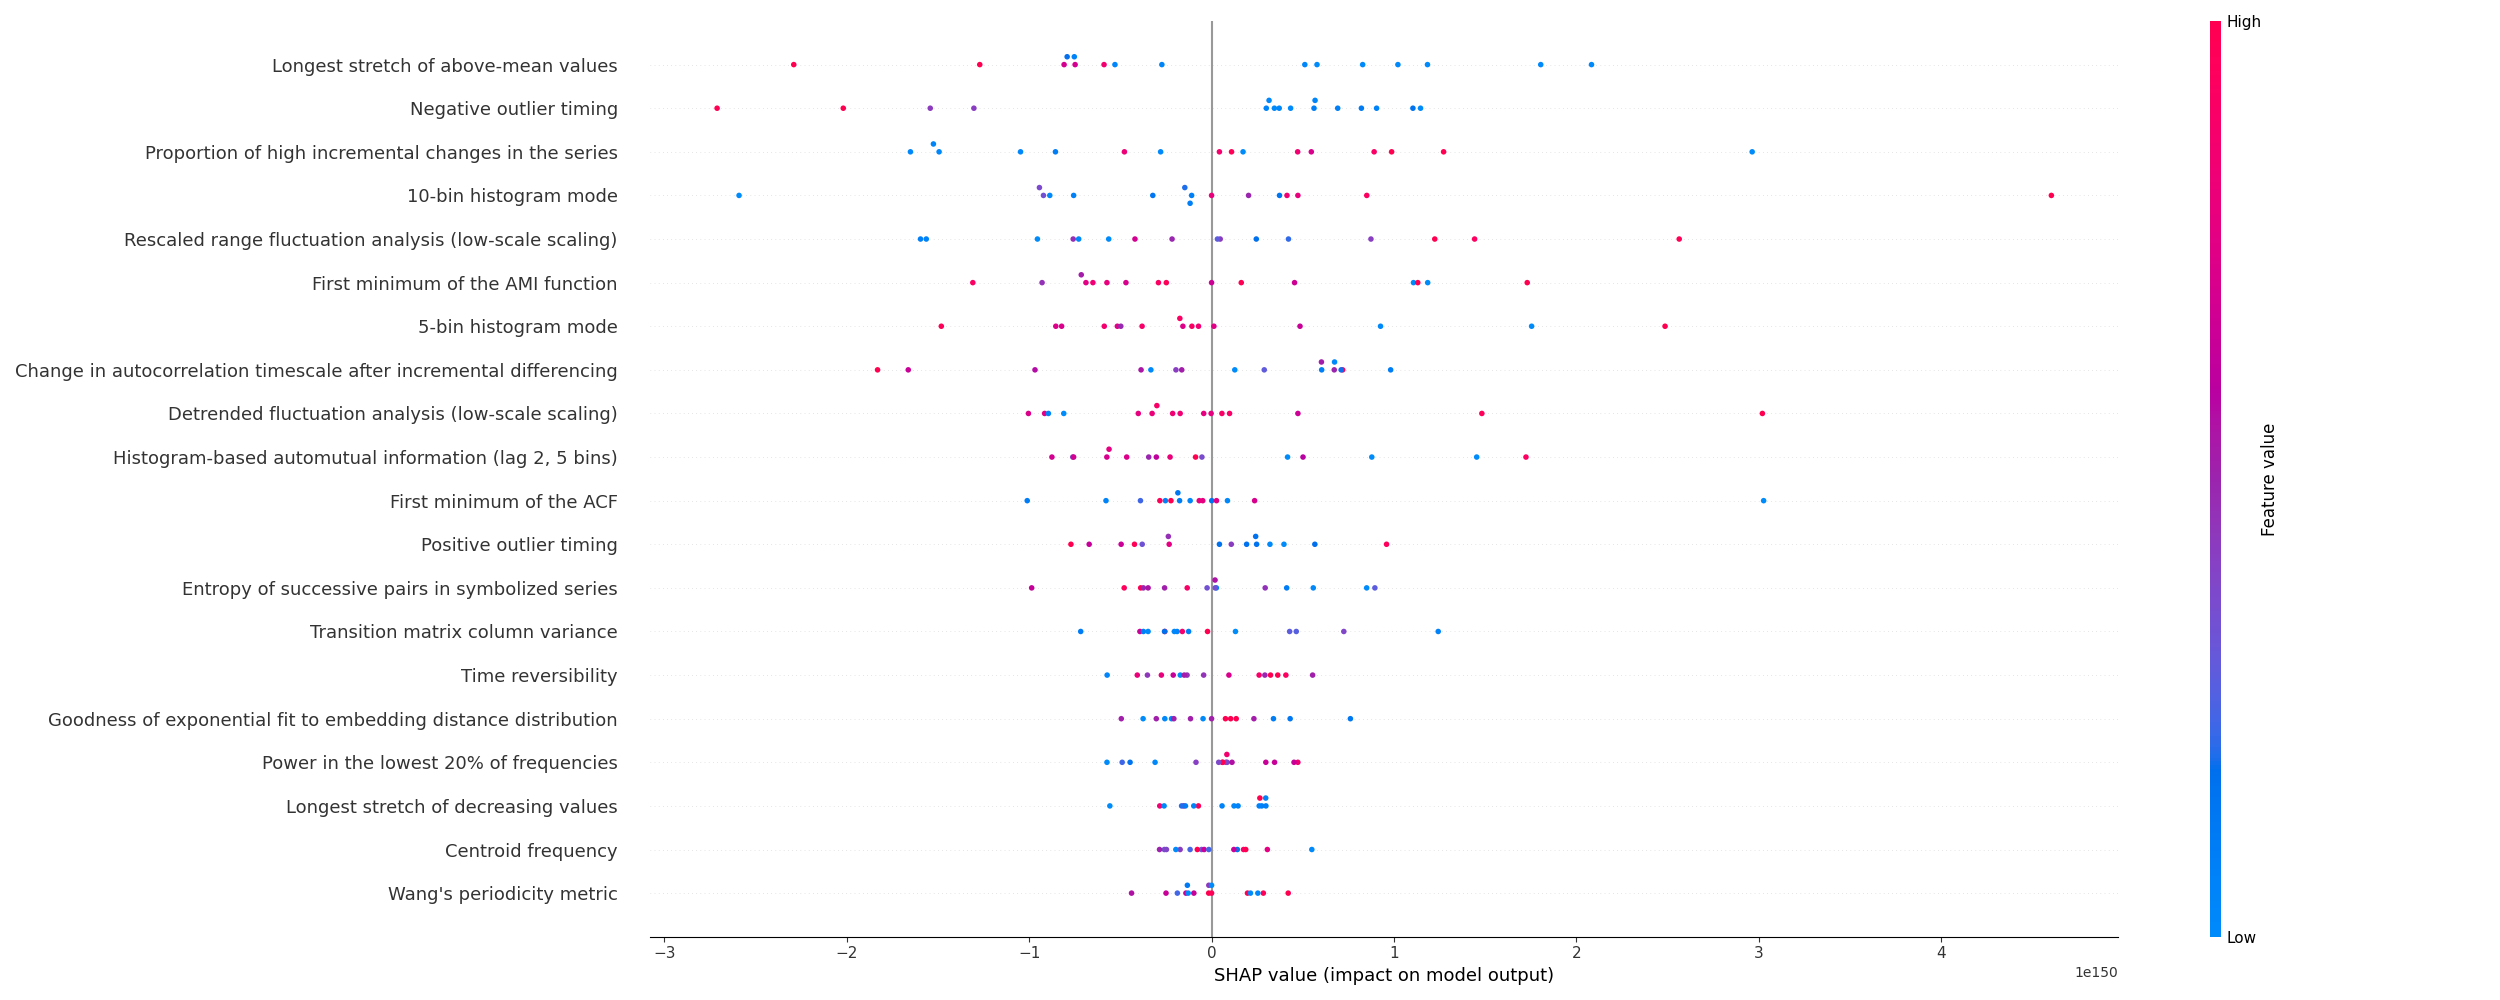 High
Longest stretch of above-mean values
Negative outlier timing
Proportion of high incremental changes in the series
10-bin histogram mode
Rescaled range fluctuation analysis (low-scale scaling)
First minimum of the AMI function
5-bin histogram mode
Change in autocorrelation timescale after incremental differencing
Detrended fluctuation analysis (low-scale scaling)
Histogram-based automutual information (lag 2, 5 bins)
First minimum of the ACF
Positive outlier timing
Entropy of successive pairs in symbolized series
Transition matrix column variance
Time reversibility
Goodness of exponential fit to embedding distance distribution
Power in the lowest 20% of frequencies
Longest stretch of decreasing values
Centroid frequency
Wang's periodicity metric
Feature value
Low
−3 −2 −1 0 1 2 3 4
1e150
SHAP value (impact on model output)